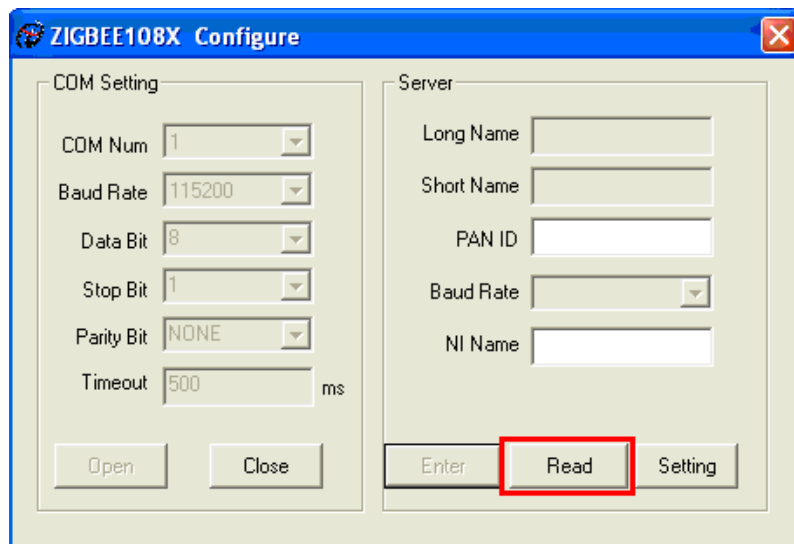 ZIGBEE108X Configure
COM Setting
COM Num 1
Baud Rate 115200
Data Bit 8
Stop Bit 1
Parity Bit NONE
Timeout 500 ms
Open Close
Server
Long Name
Short Name
PAN ID
Baud Rate
NI Name
Enter Read Setting